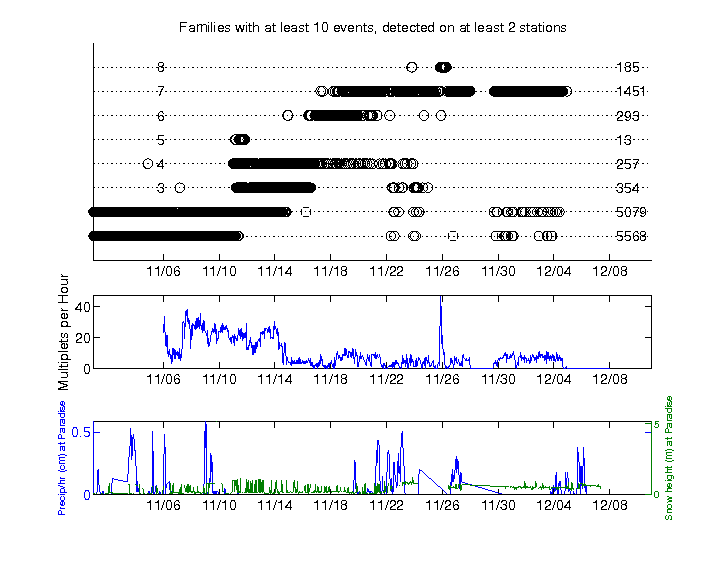 Families with at least 10 events, detected on at least 2 stations
8 185
7 1451
6 293
5 13
4 257
3 354
5079
5568
11/06 11/10 11/14 11/18 11/22 11/26 11/30 12/04 12/08
Multiplets per Hour
40
20
0
11/06 11/10 11/14 11/18 11/22 11/26 11/30 12/04 12/08
Precip/hr (cm) at Paradise
0.5
0
Snow height (m) at Paradise
5
0
11/06 11/10 11/14 11/18 11/22 11/26 11/30 12/04 12/08